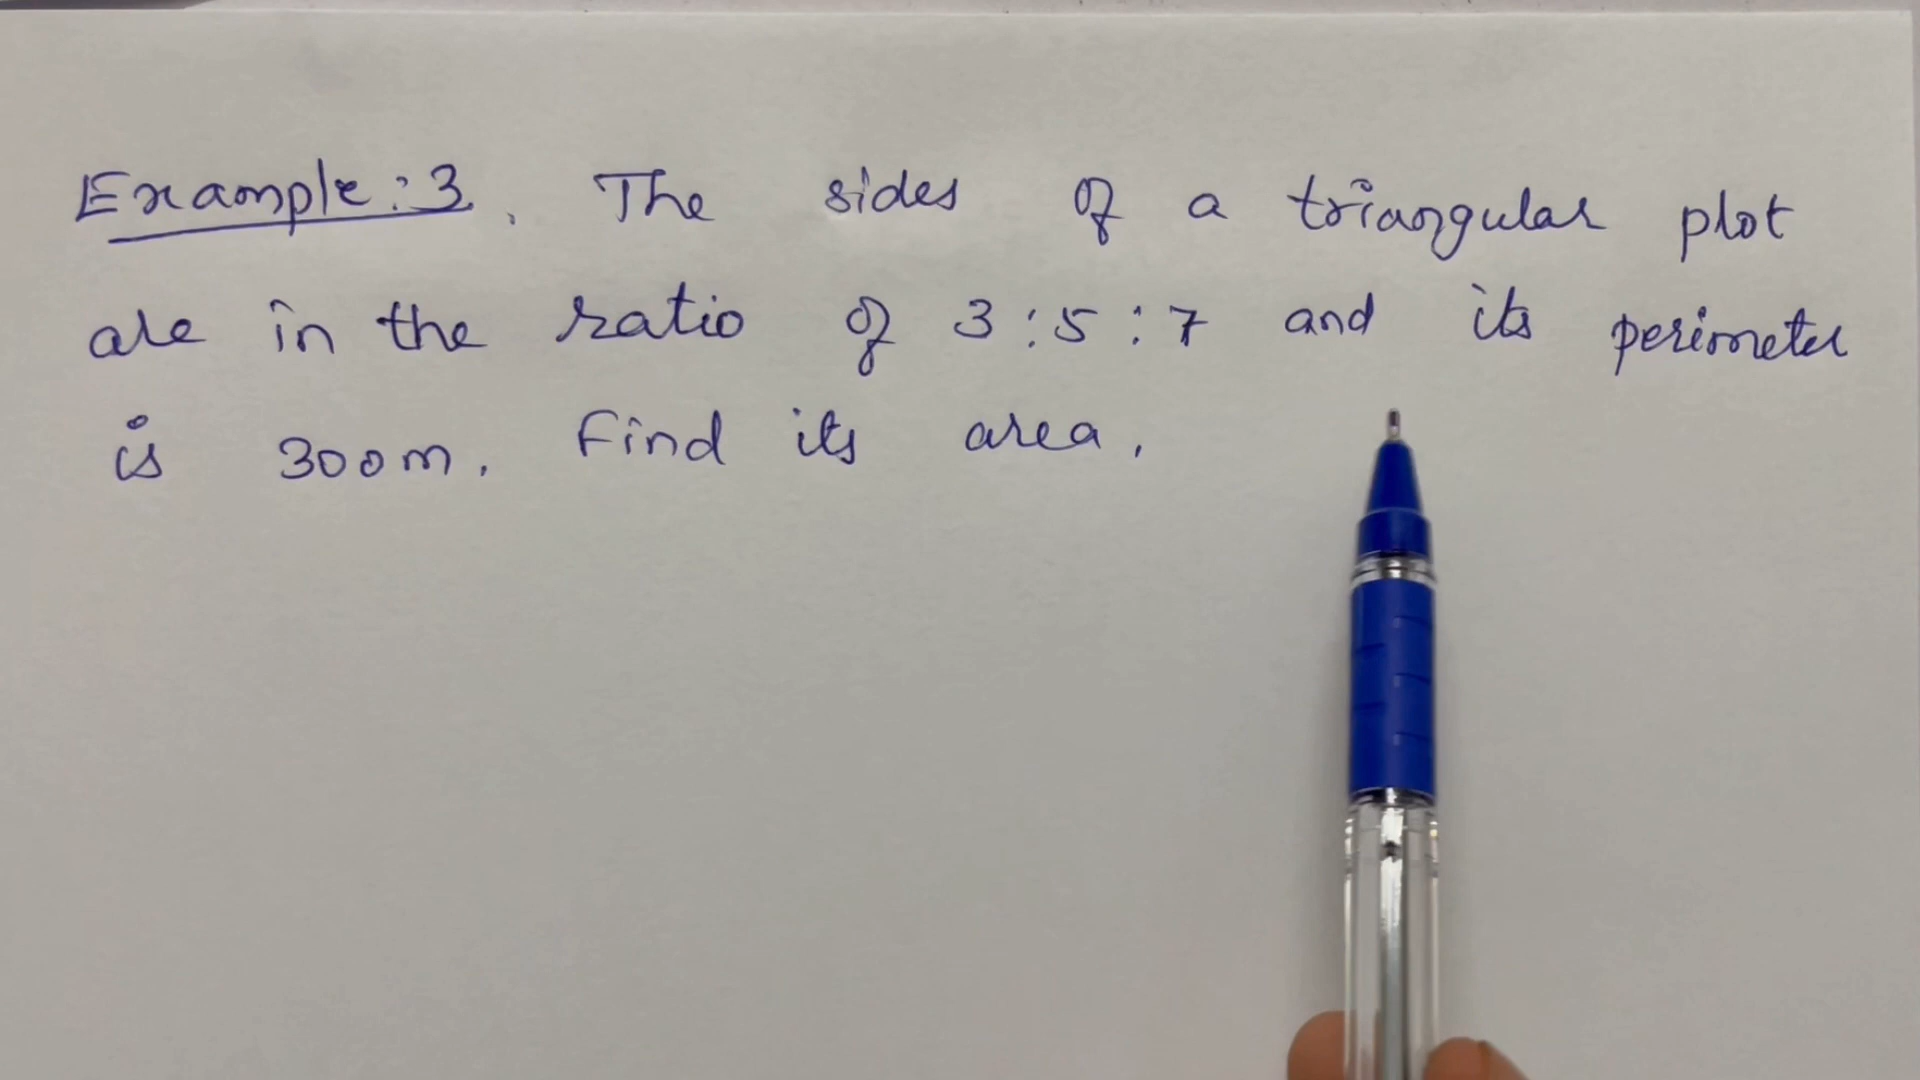 Example:3. The sides of a triangular plot
are in the ratio of 3:5:7 and its perimeter
is 300m. Find its area.